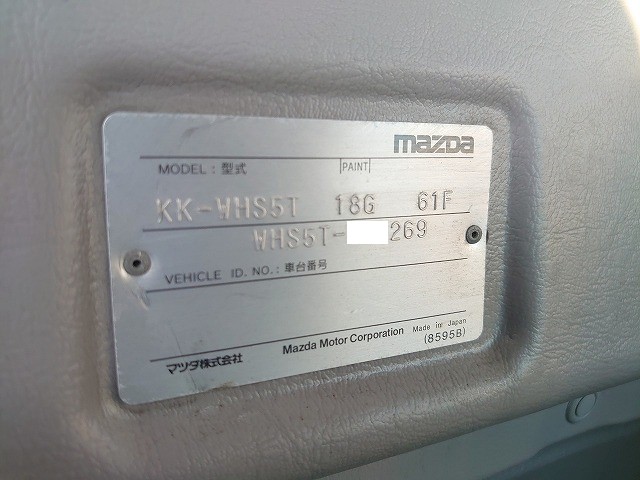 mazda
MODEL : 型式 PAINT
KK-WHS5T 18G 61F
WHS5T- 269
VEHICLE ID. NO. : 車台番号
マツダ株式会社 Mazda Motor Corporation Made in Japan
(8595B)